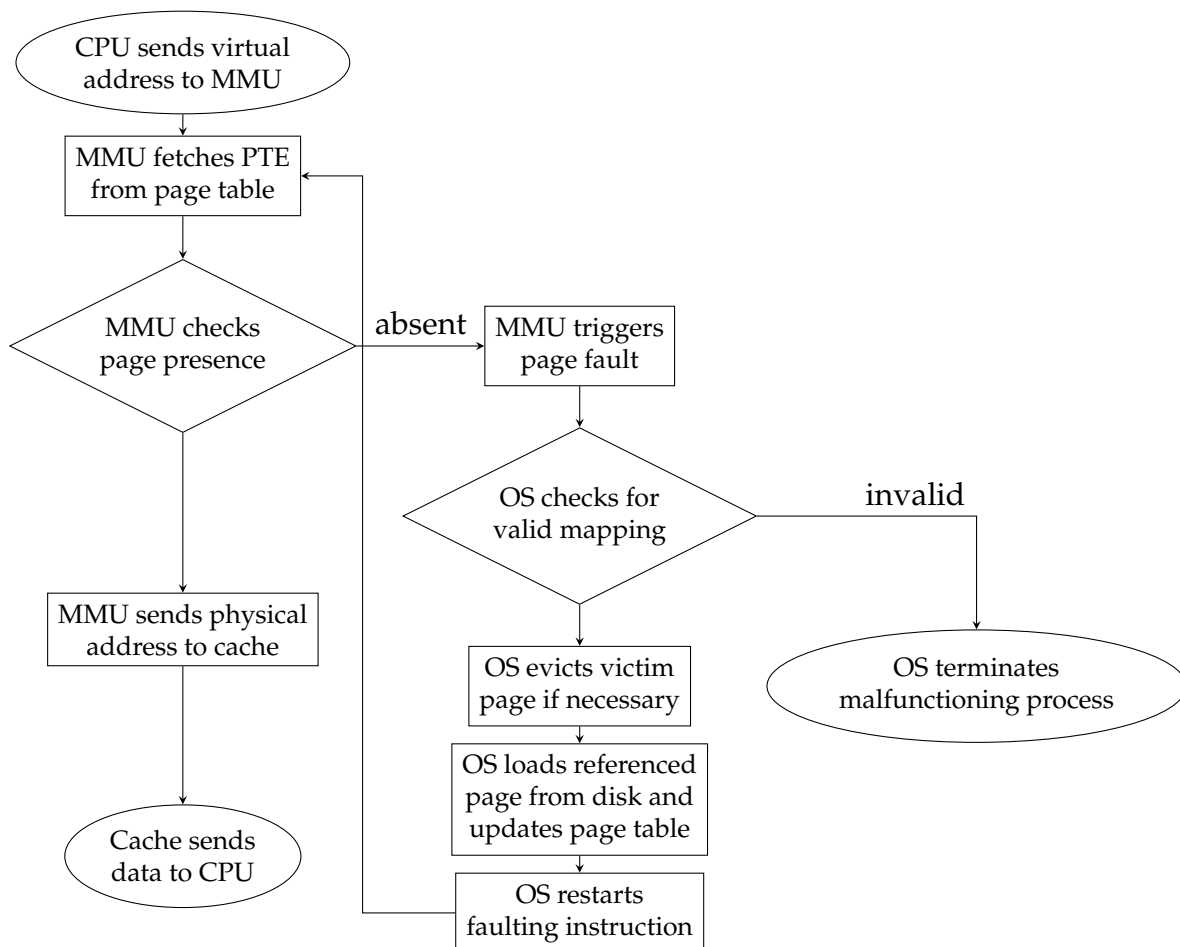 CPU sends virtual
address to MMU
MMU fetches PTE
from page table
MMU checks
page presence
absent
MMU triggers
page fault
OS checks for
valid mapping
invalid
MMU sends physical
address to cache
OS evicts victim
page if necessary
OS terminates
malfunctioning process
OS loads referenced
page from disk and
updates page table
Cache sends
data to CPU
OS restarts
faulting instruction